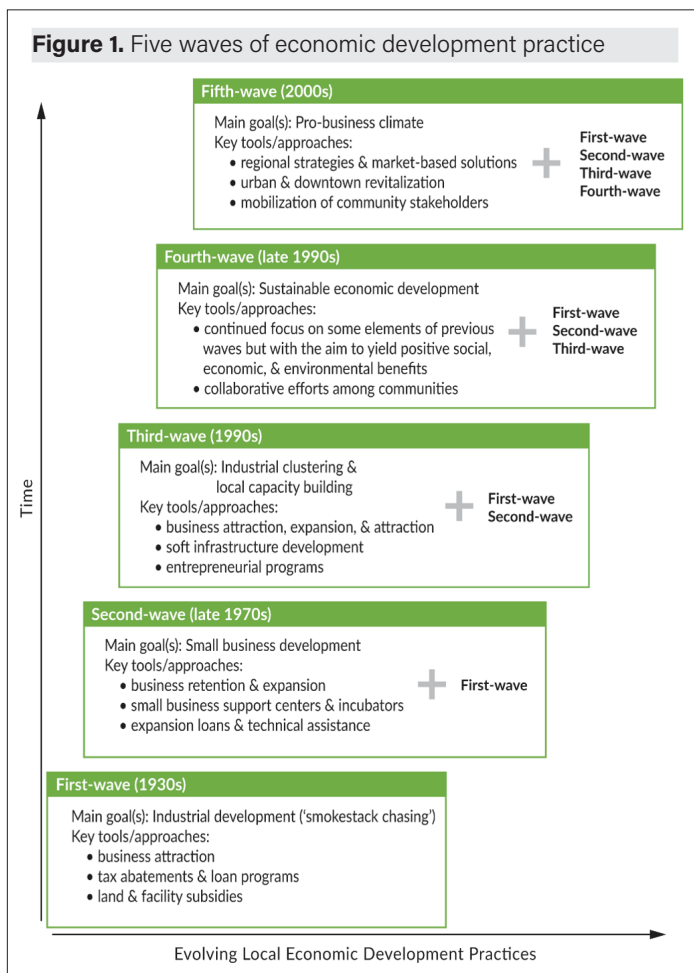 Figure 1. Five waves of economic development practice
Fifth-wave (2000s)
Main goal(s): Pro-business climate
Key tools/approaches:
• regional strategies & market-based solutions
• urban & downtown revitalization
• mobilization of community stakeholders
+
First-wave
Second-wave
Third-wave
Fourth-wave
Fourth-wave (late 1990s)
Main goal(s): Sustainable economic development
Key tools/approaches:
• continued focus on some elements of previous
waves but with the aim to yield positive social,
economic, & environmental benefits
• collaborative efforts among communities
+
First-wave
Second-wave
Third-wave
Third-wave (1990s)
Main goal(s): Industrial clustering &
local capacity building
Key tools/approaches:
• business attraction, expansion, & attraction
• soft infrastructure development
• entrepreneurial programs
+
First-wave
Second-wave
Second-wave (late 1970s)
Main goal(s): Small business development
Key tools/approaches:
• business retention & expansion
• small business support centers & incubators
• expansion loans & technical assistance
+
First-wave
First-wave (1930s)
Main goal(s): Industrial development (‘smokestack chasing’)
Key tools/approaches:
• business attraction
• tax abatements & loan programs
• land & facility subsidies
Time
Evolving Local Economic Development Practices